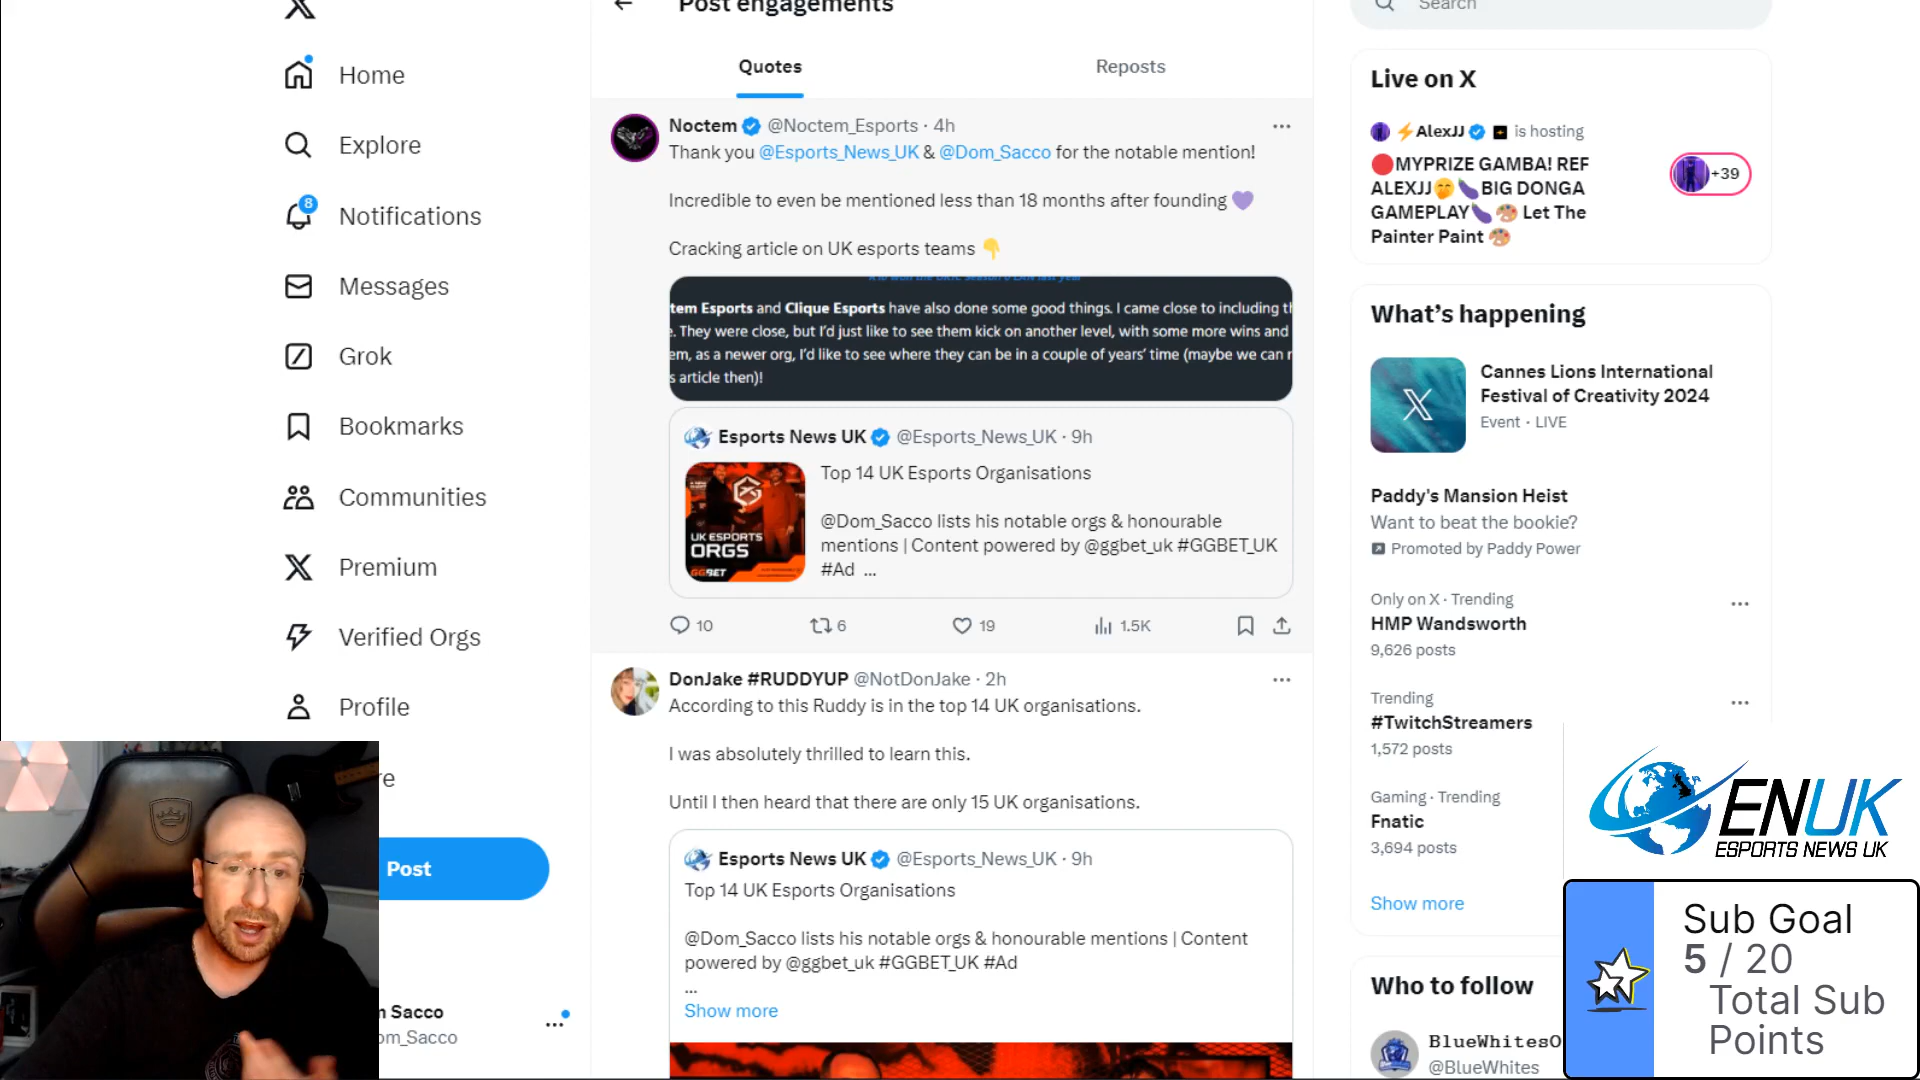 Post engagements
Search
Quotes
Reposts
Home
Explore
8
Notifications
Messages
Grok
Bookmarks
Communities
Premium
Verified Orgs
Profile
re
Post
n Sacco
om_Sacco
Noctem @Noctem_Esports · 4h
Thank you @Esports_News_UK & @Dom_Sacco for the notable mention!
Incredible to even be mentioned less than 18 months after founding 💜
Cracking article on UK esports teams 👇
tem Esports and Clique Esports have also done some good things. I came close to including th
. They were close, but I'd just like to see them kick on another level, with some more wins and
em, as a newer org, I'd like to see where they can be in a couple of years' time (maybe we can r
s article then)!
Esports News UK @Esports_News_UK · 9h
Top 14 UK Esports Organisations
@Dom_Sacco lists his notable orgs & honourable
mentions | Content powered by @ggbet_uk #GGBET_UK
#Ad ...
UK ESPORTS
ORGS
GGBET
10
6
19
1.5K
DonJake #RUDDYUP @NotDonJake · 2h
According to this Ruddy is in the top 14 UK organisations.
I was absolutely thrilled to learn this.
Until I then heard that there are only 15 UK organisations.
Esports News UK @Esports_News_UK · 9h
Top 14 UK Esports Organisations
@Dom_Sacco lists his notable orgs & honourable mentions | Content
powered by @ggbet_uk #GGBET_UK #Ad
...
Show more
Live on X
⚡AlexJJ is hosting
🔴MYPRIZE GAMBA! REF
ALEXJJ🤭🍆BIG DONGA
GAMEPLAY🍆🎨 Let The
Painter Paint 🎨
+39
What's happening
Cannes Lions International
Festival of Creativity 2024
Event · LIVE
Paddy's Mansion Heist
Want to beat the bookie?
Promoted by Paddy Power
Only on X · Trending
HMP Wandsworth
9,626 posts
Trending
#TwitchStreamers
1,572 posts
Gaming · Trending
Fnatic
3,694 posts
Show more
Who to follow
BlueWhitesO
@BlueWhites
ENUK
ESPORTS NEWS UK
Sub Goal
5 / 20
Total Sub
Points